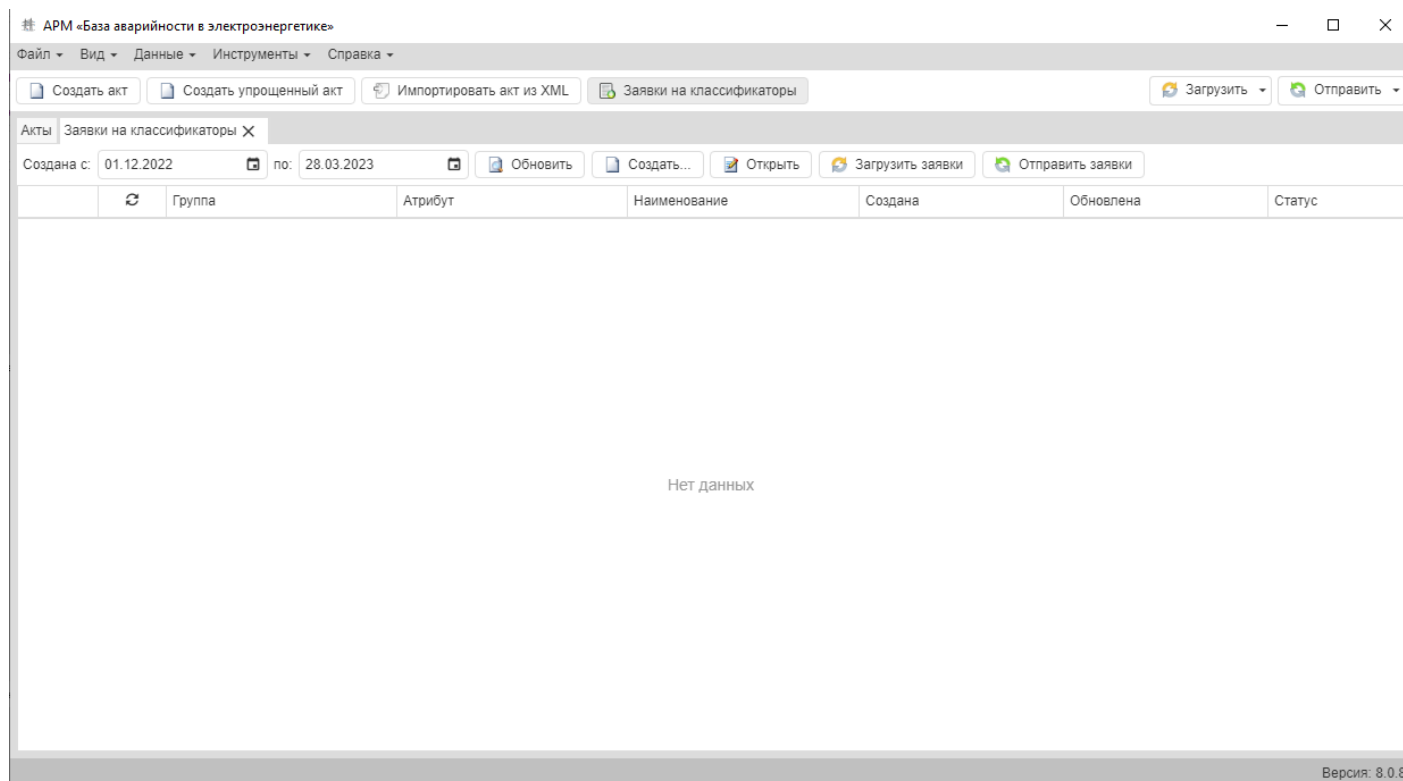 АРМ «База аварийности в электроэнергетике»
Файл Вид Данные Инструменты Справка
Создать акт Создать упрощенный акт Импортировать акт из XML Заявки на классификаторы Загрузить Отправить
Акты Заявки на классификаторы
Создана с: 01.12.2022 по: 28.03.2023 Обновить Создать... Открыть Загрузить заявки Отправить заявки
Группа Атрибут Наименование Создана Обновлена Статус
Нет данных
Версия: 8.0.8